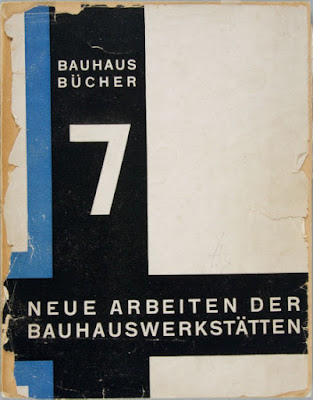 BAUHAUS
BÜCHER
7
NEUE ARBEITEN DER
BAUHAUSWERKSTÄTTEN